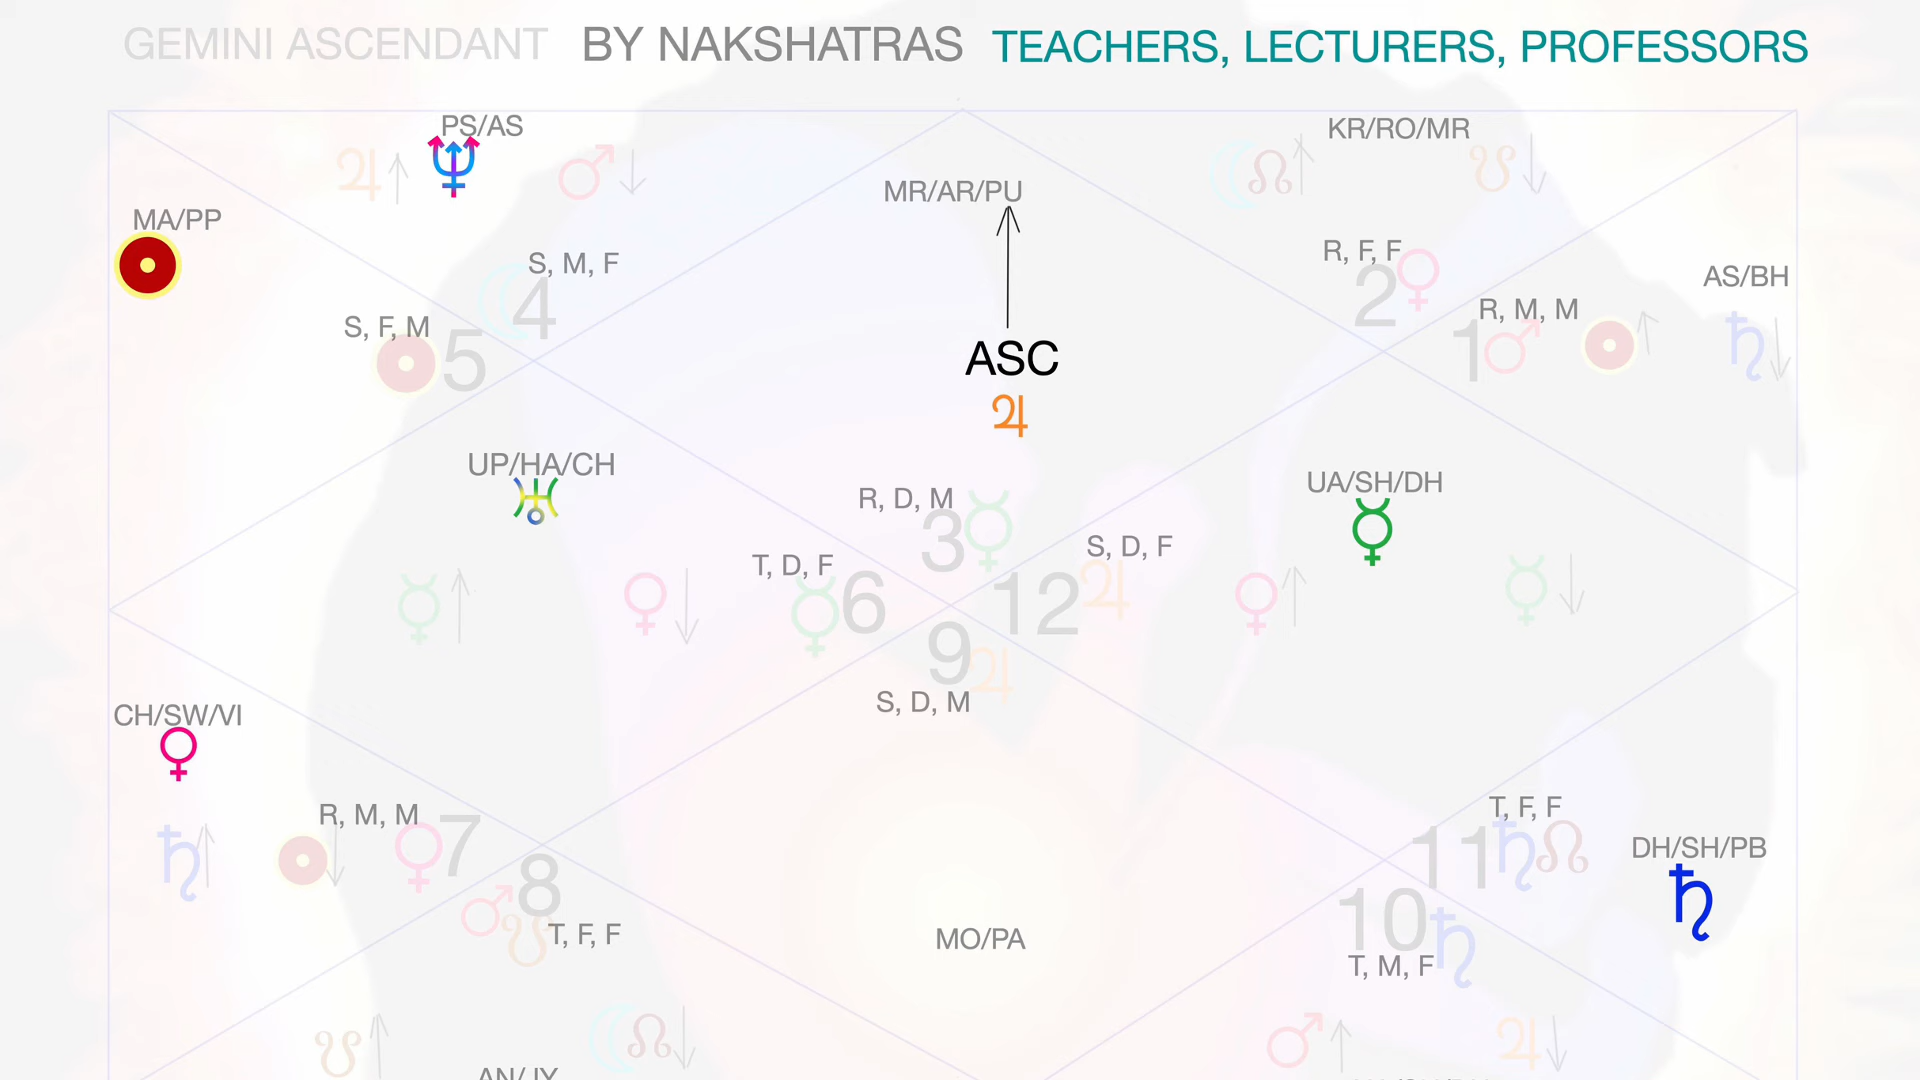 GEMINI ASCENDANT BY NAKSHATRAS TEACHERS, LECTURERS, PROFESSORS
PS/AS
KR/RO/MR
MA/PP
MR/AR/PU
S, M, F
4
R, F, F
2
AS/BH
S, F, M
5
R, M, M
1
ASC
UP/HA/CH
UA/SH/DH
R, D, M
3
S, D, F
12
T, D, F
6
9
S, D, M
CH/SW/VI
R, M, M
7
8
T, F, F
T, F, F
11
DH/SH/PB
10
T, M, F
MO/PA
AN/JY